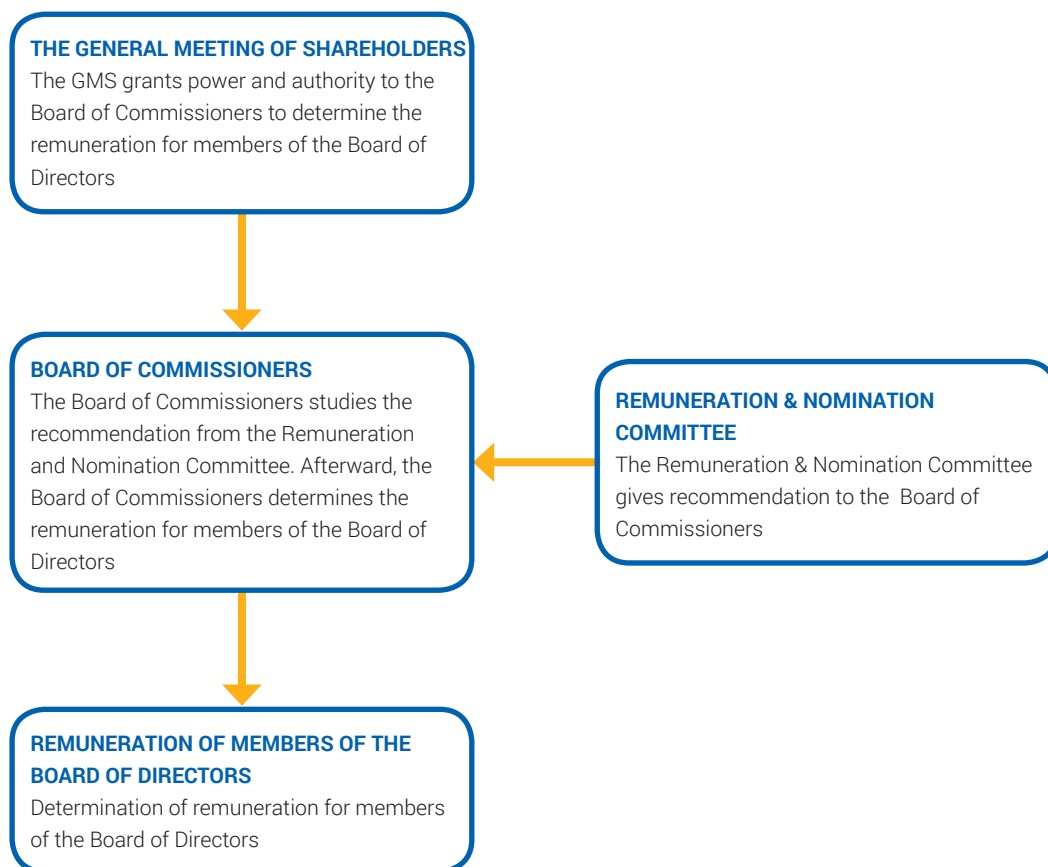 THE GENERAL MEETING OF SHAREHOLDERS
The GMS grants power and authority to the
Board of Commissioners to determine the
remuneration for members of the Board of
Directors
BOARD OF COMMISSIONERS
The Board of Commissioners studies the
recommendation from the Remuneration
and Nomination Committee. Afterward, the
Board of Commissioners determines the
remuneration for members of the Board of
Directors
REMUNERATION & NOMINATION
COMMITTEE
The Remuneration & Nomination Committee
gives recommendation to the Board of
Commissioners
REMUNERATION OF MEMBERS OF THE
BOARD OF DIRECTORS
Determination of remuneration for members
of the Board of Directors